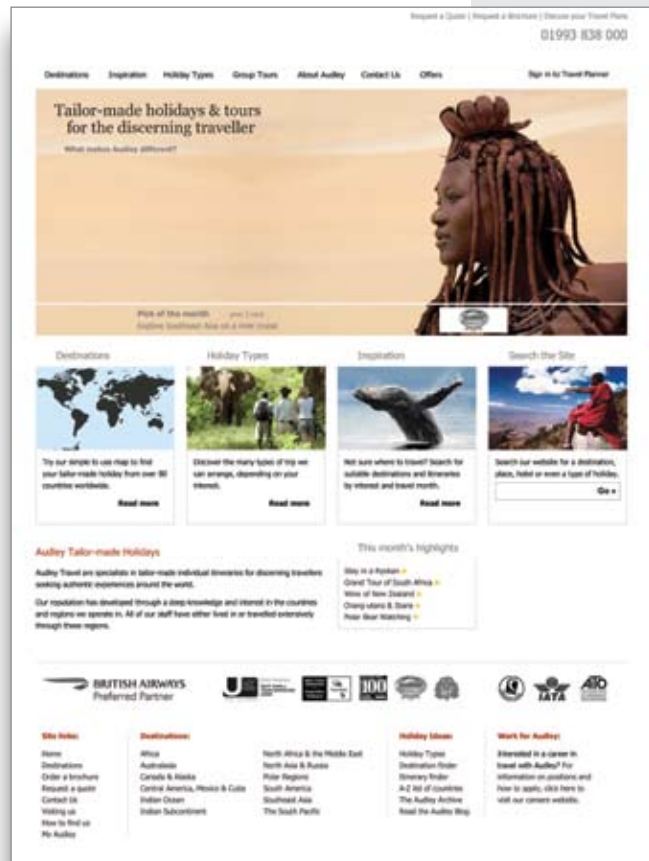 Request a Quote | Request a Brochure | Discuss your Travel Plans
01993 838 000
Destinations Inspiration Holiday Types Group Tours About Audley Contact Us Offers Sign in to Travel Planner
Tailor-made holidays & tours
for the discerning traveller
What makes Audley different?
Pick of the month
Explore Southeast Asia on a river cruise
Destinations Holiday Types Inspiration Search the Site
Try our simple to use map to find
your tailor-made holiday from over 80
countries worldwide.
Read more
Discover the many types of trip we
can arrange, depending on your
interest.
Read more
Not sure where to travel? Search for
suitable destinations and itineraries
by interest and travel month.
Read more
Search our website for a destination,
place, hotel or even a type of holiday.
Go »
Audley Tailor-made Holidays
Audley Travel are specialists in tailor-made individual itineraries for discerning travellers
seeking authentic experiences around the world.
Our reputation has developed through a deep knowledge and interest in the countries
and regions we operate in. All of our staff have either lived in or travelled extensively
through these regions.
This month's highlights
Stay in a Ryokan
Grand Tour of South Africa
Wine of New Zealand
Orang-utans & Stans
Polar Bear Watching
BRITISH AIRWAYS
Preferred Partner
100
IATA
Site links:
Home
Destinations
Order a brochure
Request a quote
Contact Us
Visiting us
How to find us
My Audley
Destinations:
Africa
Australasia
Canada & Alaska
Central America, Mexico & Cuba
Indian Ocean
Indian Subcontinent
North Africa & the Middle East
North Asia & Russia
Polar Regions
South America
Southeast Asia
The South Pacific
Holiday Ideas:
Holiday Types
Destination finder
Itinerary finder
A-Z list of countries
The Audley Archive
Read the Audley Blog
Work for Audley:
Interested in a career in
travel with Audley? For
information on positions and
how to apply, click here to
visit our careers website.